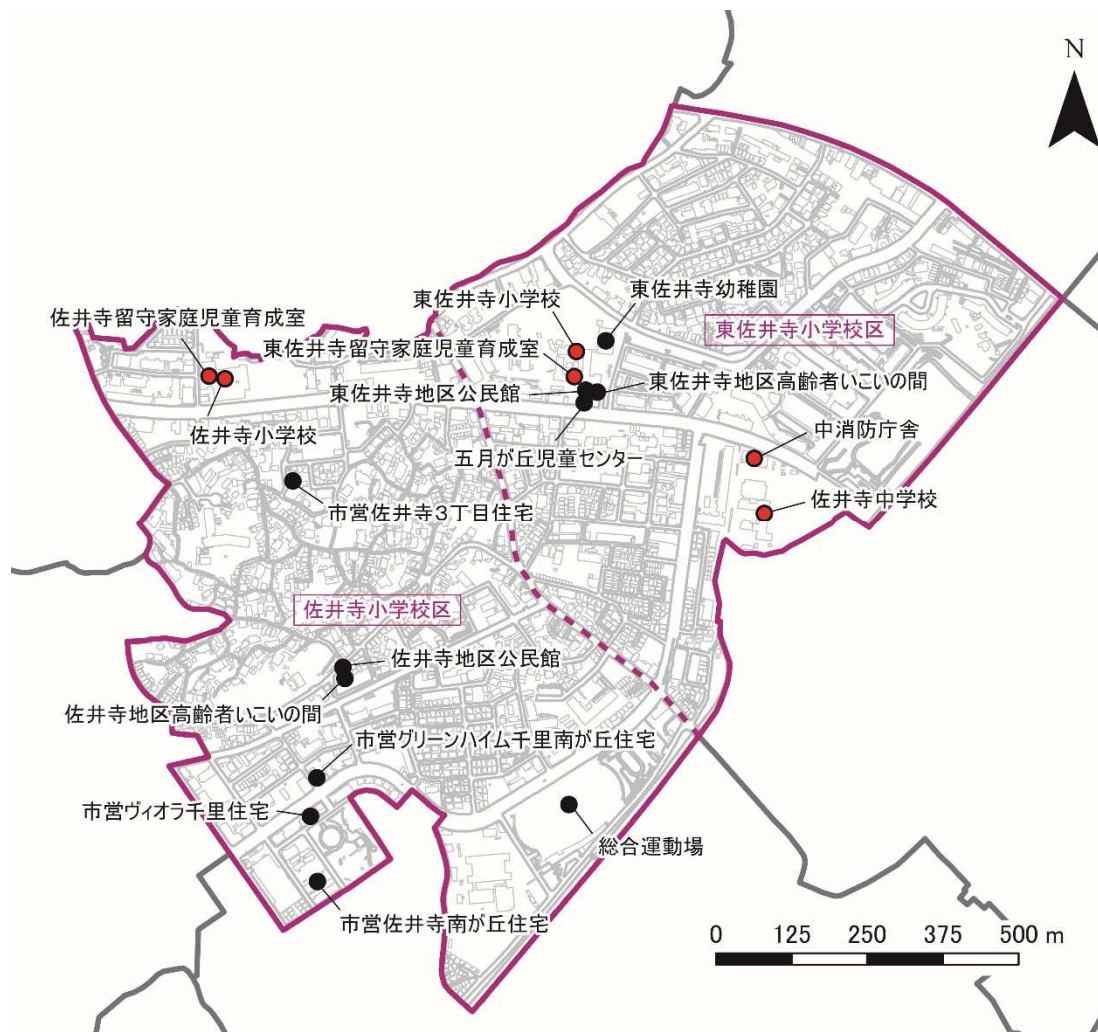 N
東佐井寺幼稚園
東佐井寺小学校
佐井寺留守家庭児童育成室
東佐井寺小学校区
東佐井寺留守家庭児童育成室
東佐井寺地区公民館
東佐井寺地区高齢者いこいの間
佐井寺小学校
五月が丘児童センター
中消防庁舎
佐井寺中学校
市営佐井寺3丁目住宅
佐井寺小学校区
佐井寺地区公民館
佐井寺地区高齢者いこいの間
市営グリーンハイム千里南が丘住宅
市営ヴィオラ千里住宅
総合運動場
市営佐井寺南が丘住宅
0 125 250 375 500 m